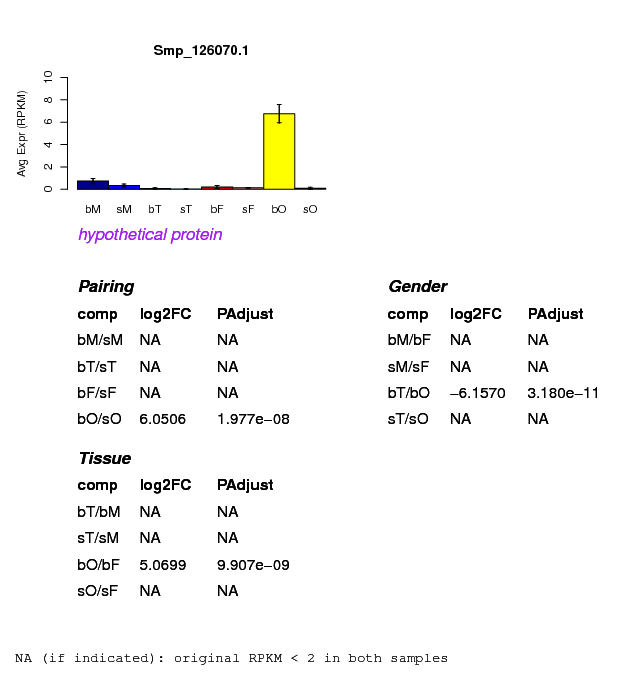 Smp_126070.1
Avg Expr (RPKM)
10
8
6
4
2
0
bM sM bT sT bF sF bO sO
hypothetical protein
Pairing
comp log2FC PAdjust
bM/sM NA NA
bT/sT NA NA
bF/sF NA NA
bO/sO 6.0506 1.977e−08
Gender
comp log2FC PAdjust
bM/bF NA NA
sM/sF NA NA
bT/bO −6.1570 3.180e−11
sT/sO NA NA
Tissue
comp log2FC PAdjust
bT/bM NA NA
sT/sM NA NA
bO/bF 5.0699 9.907e−09
sO/sF NA NA
NA (if indicated): original RPKM < 2 in both samples